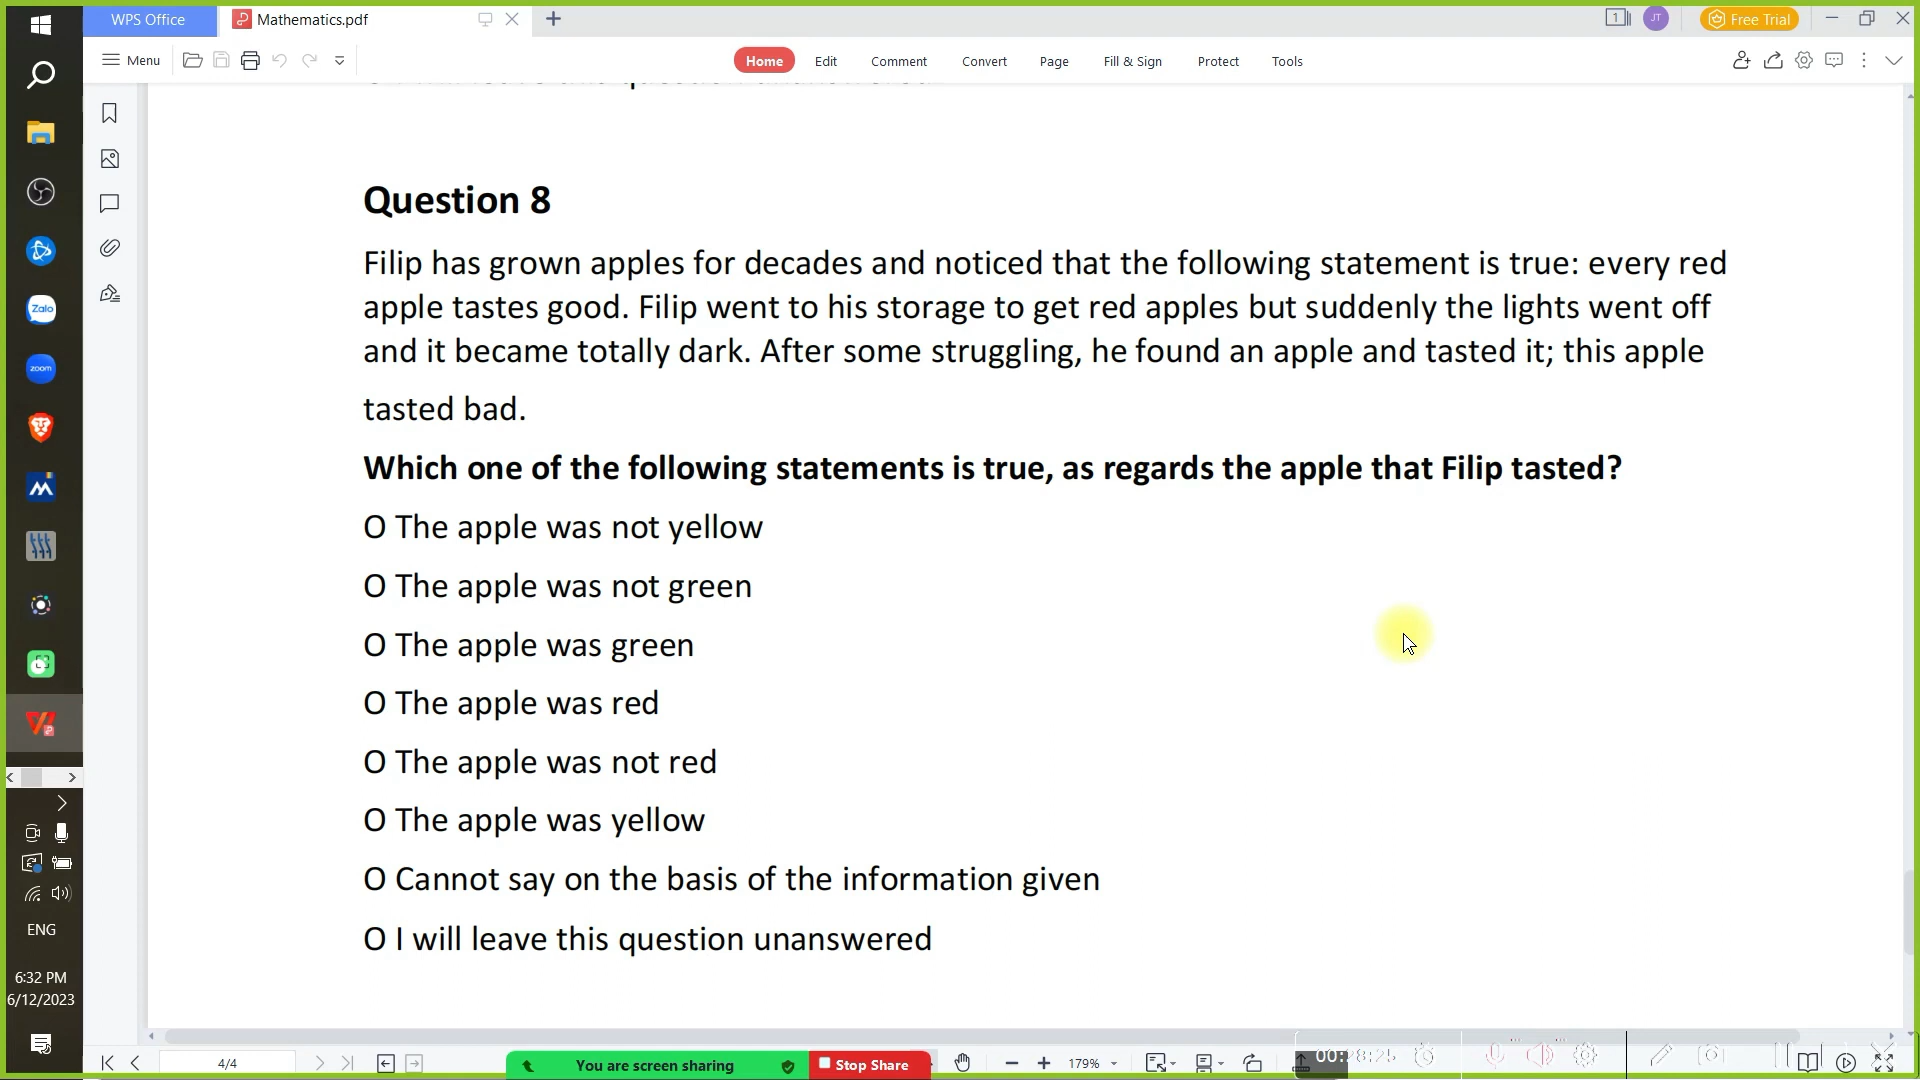 WPS Office
Mathematics.pdf
Free Trial
JT
1
Menu
Home
Edit
Comment
Convert
Page
Fill & Sign
Protect
Tools
Question 8
Filip has grown apples for decades and noticed that the following statement is true: every red
apple tastes good. Filip went to his storage to get red apples but suddenly the lights went off
and it became totally dark. After some struggling, he found an apple and tasted it; this apple
tasted bad.
Which one of the following statements is true, as regards the apple that Filip tasted?
O The apple was not yellow
O The apple was not green
O The apple was green
O The apple was red
O The apple was not red
O The apple was yellow
O Cannot say on the basis of the information given
O I will leave this question unanswered
Zalo
zoom
ENG
6:32 PM
6/12/2023
4/4
You are screen sharing
Stop Share
179%
00:28:25